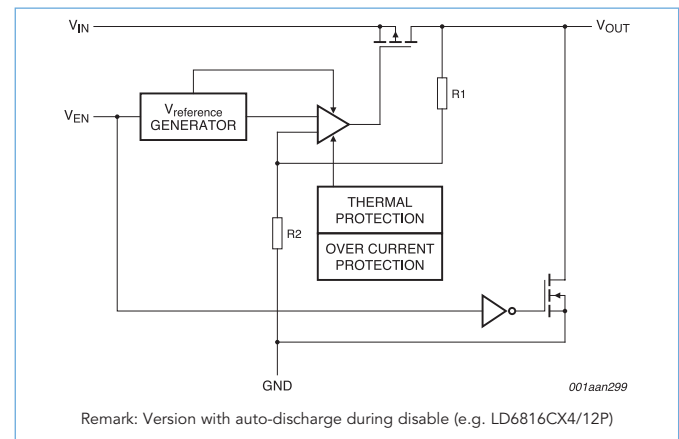 VIN
VOUT
R1
VEN
Vreference
GENERATOR
THERMAL
PROTECTION
R2
OVER CURRENT
PROTECTION
GND
001aan299
Remark: Version with auto-discharge during disable (e.g. LD6816CX4/12P)